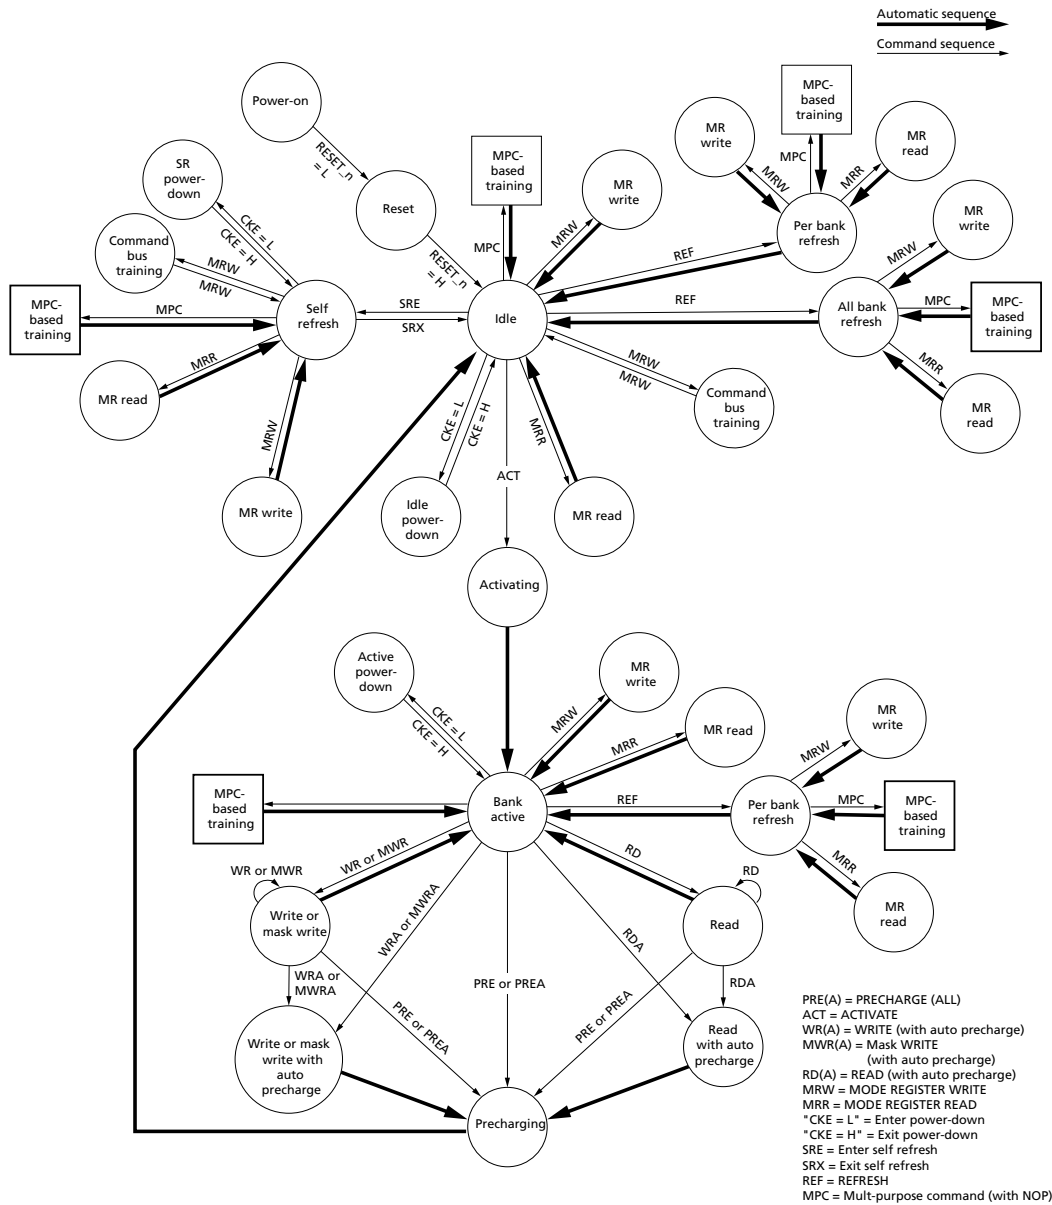 Automatic sequence
Command sequence
Power-on
RESET_n
= L
Reset
RESET_n
= H
SR
power-
down
CKE = L
CKE = H
Command
bus
training
MRW
MRW
MPC-
based
training
MPC
Self
refresh
MRR
MR read
MRW
MR write
SRE
SRX
MPC-
based
training
MPC
MRW
MR
write
Idle
REF
MR
write
MRW
MPC-
based
training
MPC
MR
read
MRR
Per bank
refresh
REF
All bank
refresh
MRW
MR
write
MPC
MPC-
based
training
MRR
MR
read
MRW
MRW
Command
bus
training
CKE = L
CKE = H
Idle
power-
down
ACT
MRR
MR read
Activating
Active
power-
down
CKE = L
CKE = H
MRW
MR
write
MRR
MR read
MPC-
based
training
Bank
active
REF
Per bank
refresh
MRW
MR
write
MPC
MPC-
based
training
MRR
MR
read
WR or MWR
WR or MWR
Write or
mask write
WRA or MWRA
RD
RD
Read
RDA
WRA or
MWRA
PRE or PREA
PRE or PREA
PRE or PREA
RDA
Write or mask
write with
auto
precharge
Read
with auto
precharge
Precharging
PRE(A) = PRECHARGE (ALL)
ACT = ACTIVATE
WR(A) = WRITE (with auto precharge)
MWR(A) = Mask WRITE
(with auto precharge)
RD(A) = READ (with auto precharge)
MRW = MODE REGISTER WRITE
MRR = MODE REGISTER READ
"CKE = L" = Enter power-down
"CKE = H" = Exit power-down
SRE = Enter self refresh
SRX = Exit self refresh
REF = REFRESH
MPC = Mult-purpose command (with NOP)